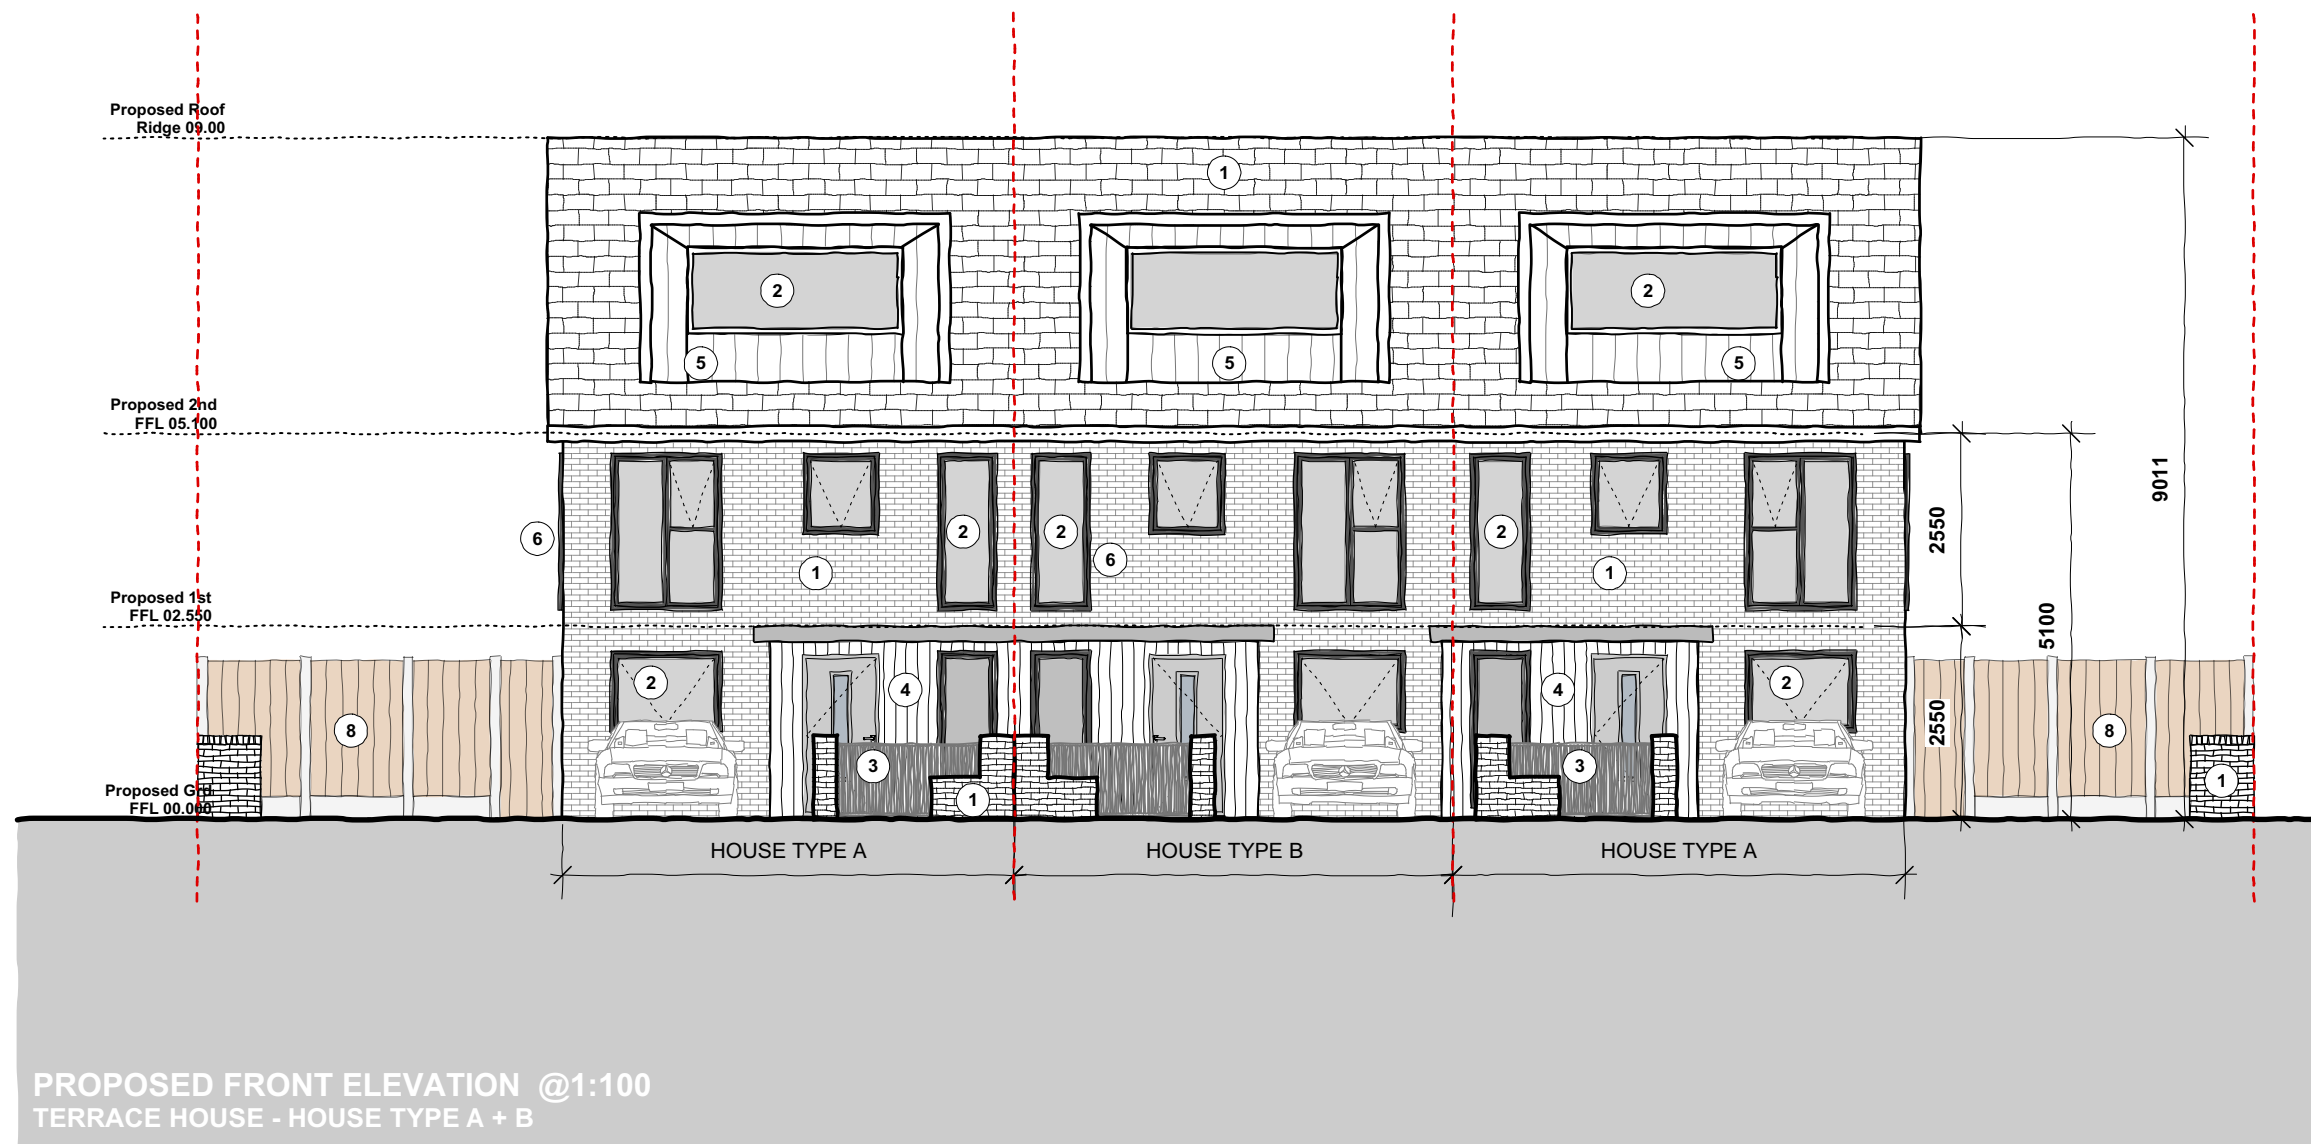 Proposed Roof
Ridge 09.00
1
2
2
5
5
5
Proposed 2nd
FFL 05.100
9011
2550
6
2
2
6
2
1
1
Proposed 1st
FFL 02.550
5100
2
4
4
2
2550
8
8
3
3
1
1
Proposed Grd
FFL 00.000
HOUSE TYPE A
HOUSE TYPE B
HOUSE TYPE A
PROPOSED FRONT ELEVATION @1:100
TERRACE HOUSE - HOUSE TYPE A + B